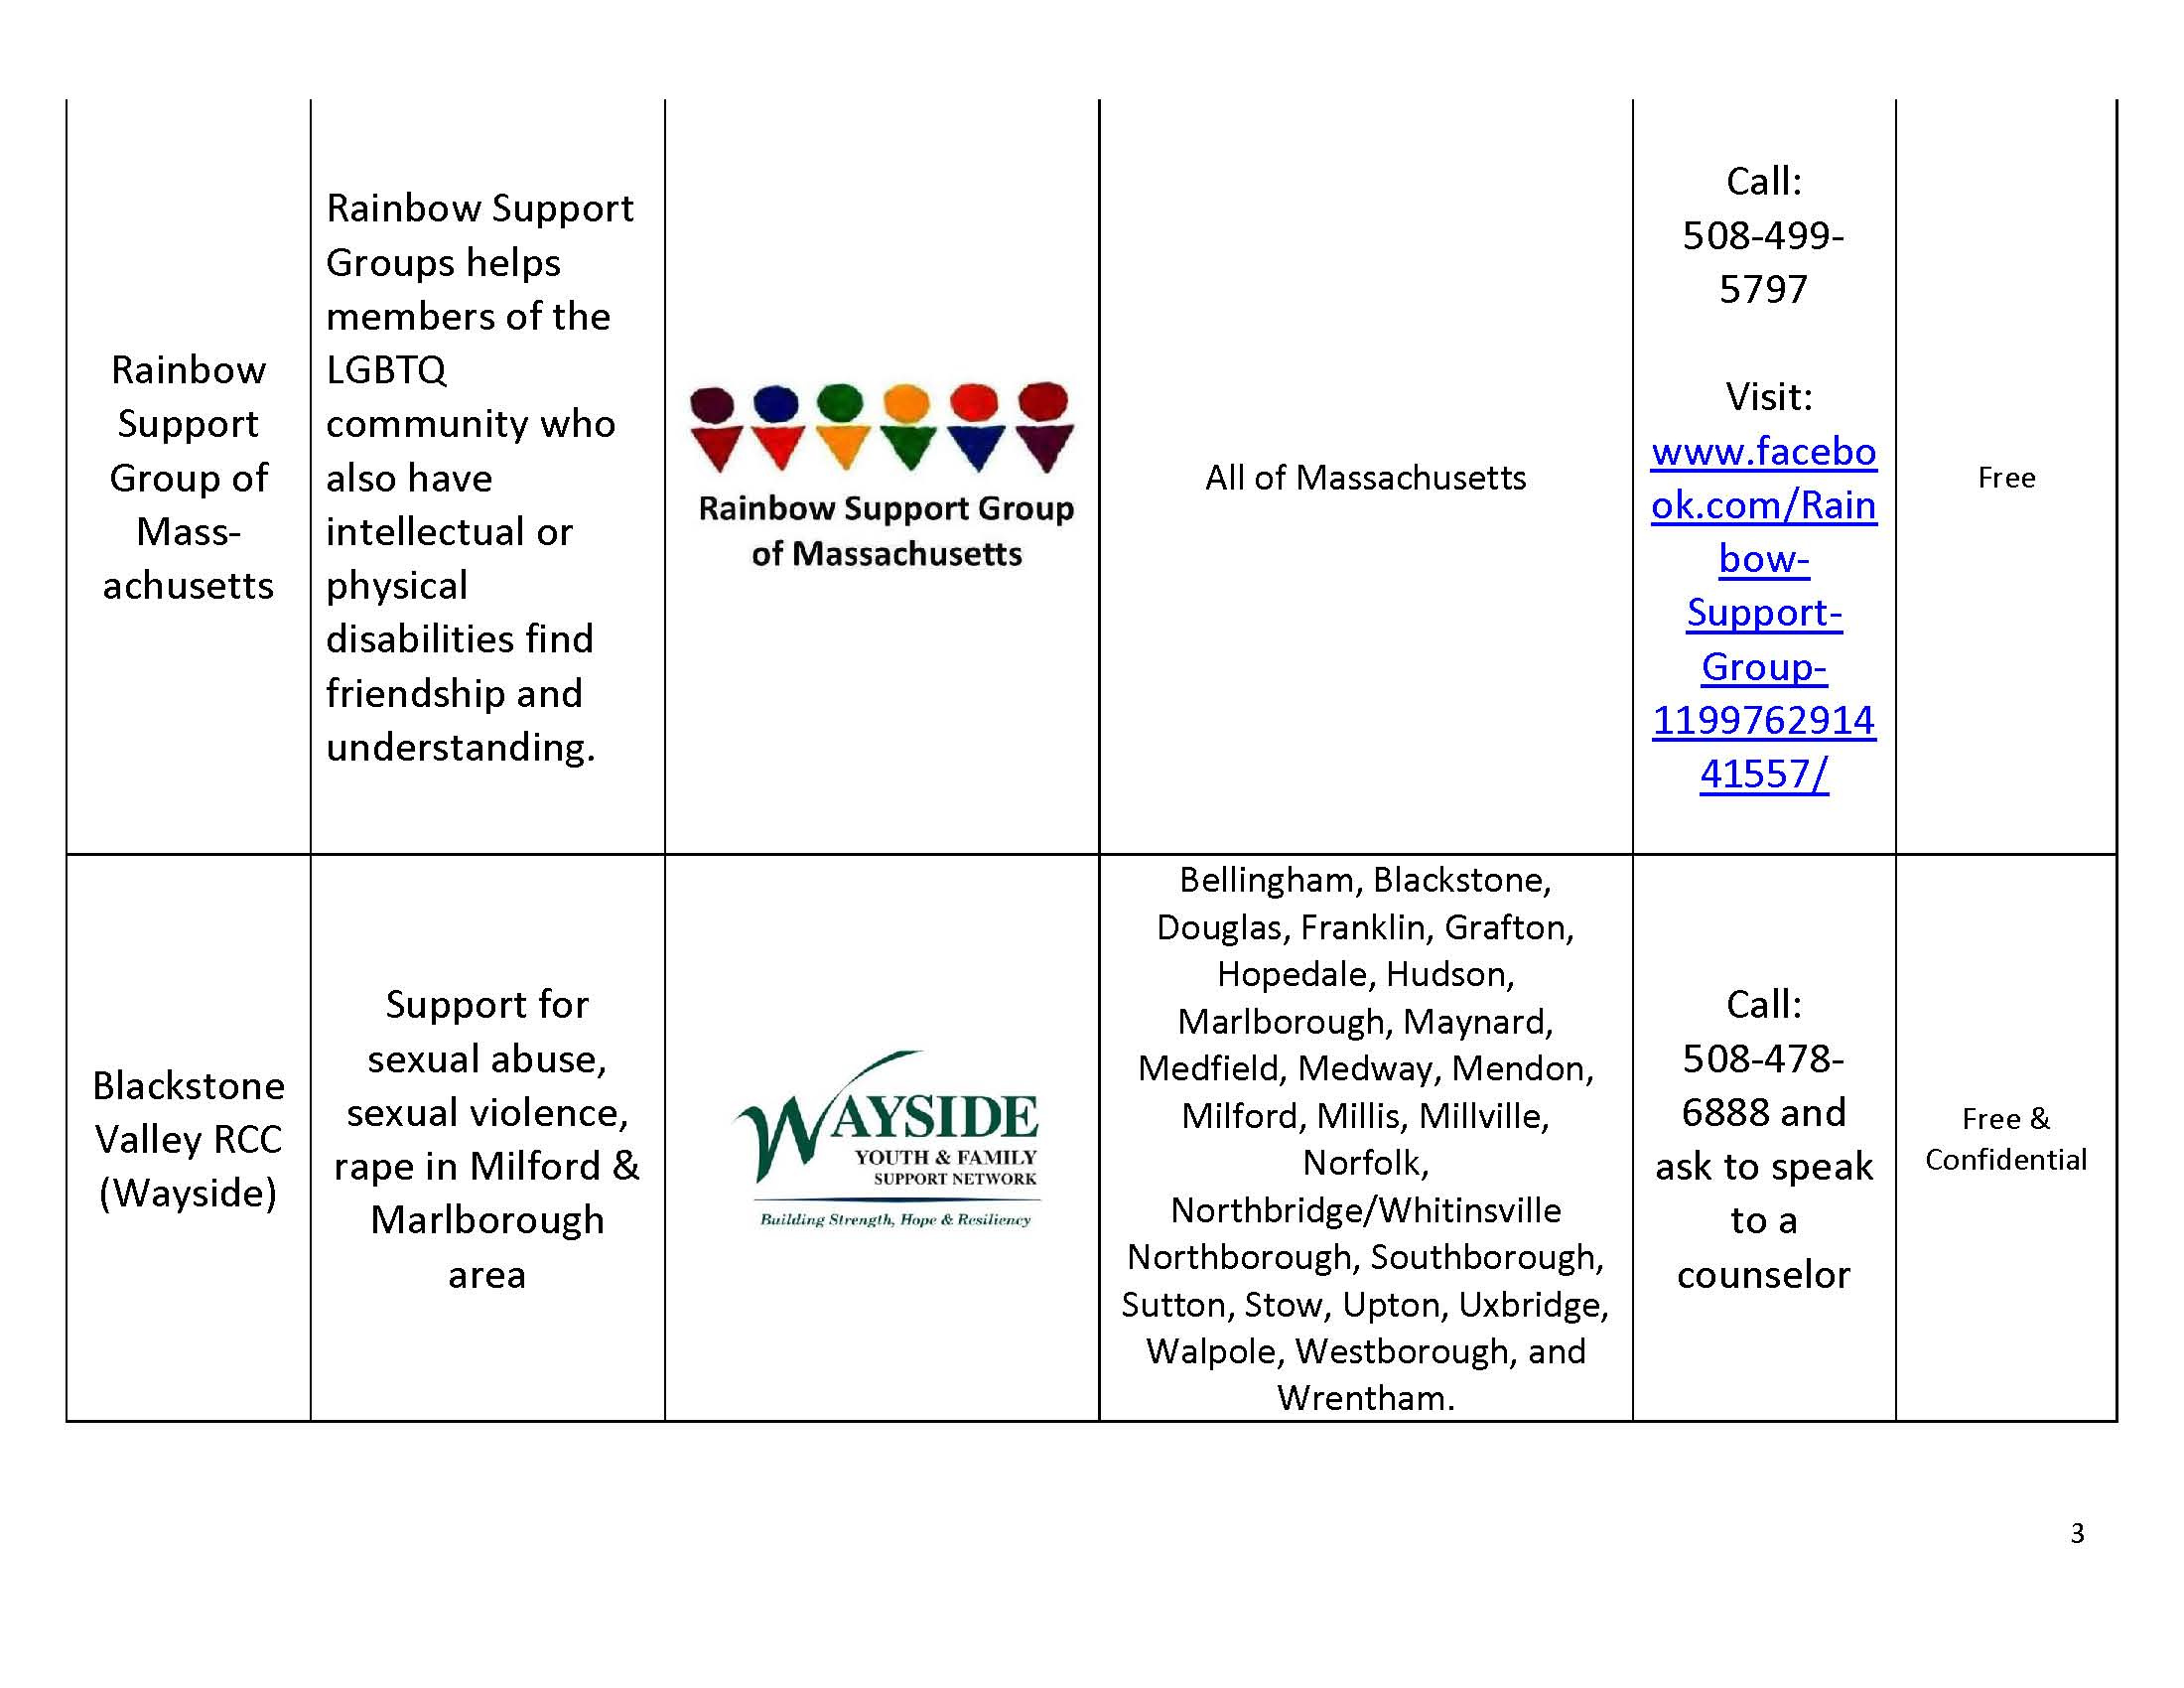 Rainbow
Support
Group of
Mass-
achusetts
Rainbow Support
Groups helps
members of the
LGBTQ
community who
also have
intellectual or
physical
disabilities find
friendship and
understanding.
Rainbow Support Group
of Massachusetts
All of Massachusetts
Call:
508-499-
5797
Visit:
www.facebo
ok.com/Rain
bow-
Support-
Group-
1199762914
41557/
Free
Blackstone
Valley RCC
(Wayside)
Support for
sexual abuse,
sexual violence,
rape in Milford &
Marlborough
area
WAYSIDE
YOUTH & FAMILY
SUPPORT NETWORK
Building Strength, Hope & Resiliency
Bellingham, Blackstone,
Douglas, Franklin, Grafton,
Hopedale, Hudson,
Marlborough, Maynard,
Medfield, Medway, Mendon,
Milford, Millis, Millville,
Norfolk,
Northbridge/Whitinsville
Northborough, Southborough,
Sutton, Stow, Upton, Uxbridge,
Walpole, Westborough, and
Wrentham.
Call:
508-478-
6888 and
ask to speak
to a
counselor
Free &
Confidential
3